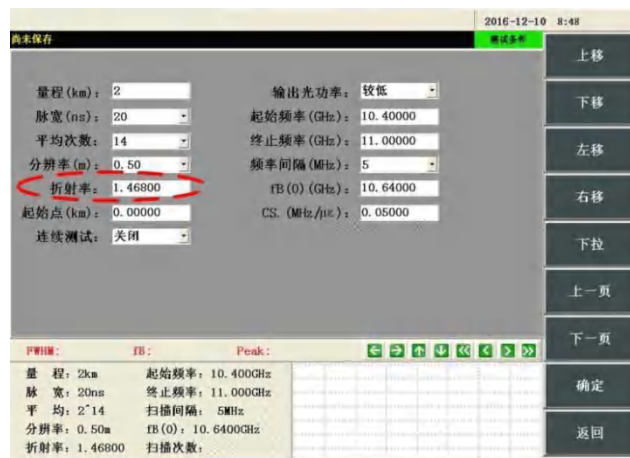 2016-12-10 8:48
尚未保存 测试条件
量程(km): 2 输出光功率: 较低
脉宽(ns): 20 起始频率(GHz): 10.40000
平均次数: 14 终止频率(GHz): 11.00000
分辨率(m): 0.50 频率间隔(MHz): 5
折射率: 1.46800 fB(0)(GHz): 10.64000
起始点(km): 0.00000 CS.(MHz/με): 0.05000
连续测试: 关闭
上移
下移
左移
右移
下拉
上一页
下一页
确定
返回
FWHM: fB: Peak:
量 程: 2km 起始频率: 10.400GHz
脉 宽: 20ns 终止频率: 11.000GHz
平 均: 2^14 扫描间隔: 5MHz
分辨率: 0.50m fB(0): 10.6400GHz
折射率: 1.46800 扫描次数: